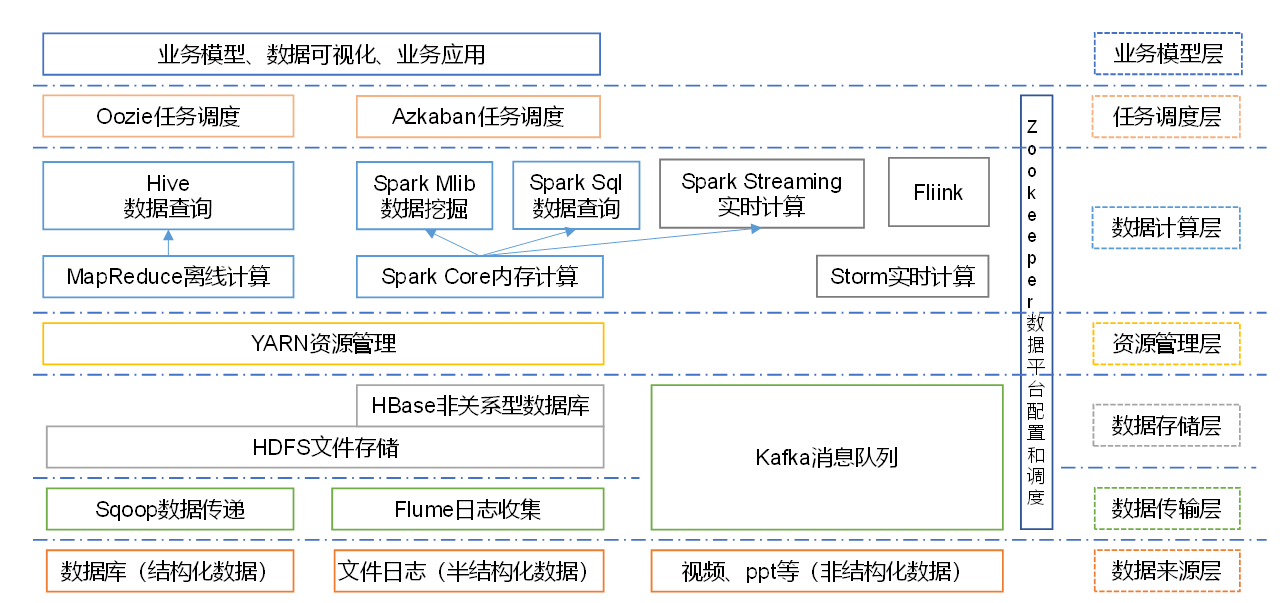 业务模型、数据可视化、业务应用
业务模型层
Oozie任务调度
Azkaban任务调度
任务调度层
Hive
数据查询
Spark Mlib
数据挖掘
Spark Sql
数据查询
Spark Streaming
实时计算
Fliink
数据计算层
MapReduce离线计算
Spark Core内存计算
Storm实时计算
Zookeeper数据平台配置和调度
YARN资源管理
资源管理层
HBase非关系型数据库
HDFS文件存储
Kafka消息队列
数据存储层
Sqoop数据传递
Flume日志收集
数据传输层
数据库（结构化数据）
文件日志（半结构化数据）
视频、ppt等（非结构化数据）
数据来源层